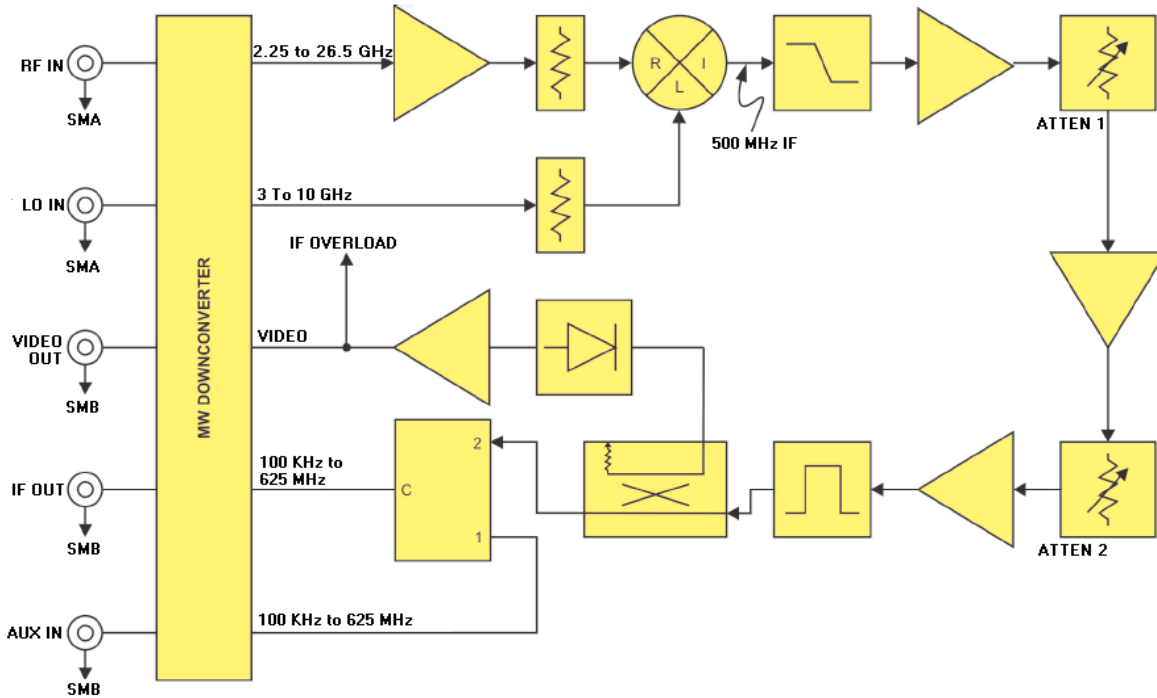 RF IN
SMA
LO IN
SMA
VIDEO
OUT
SMB
IF OUT
SMB
AUX IN
SMB
MW DOWNCONVERTER
2.25 to 26.5 GHz
R
I
L
500 MHz IF
ATTEN 1
3 To 10 GHz
IF OVERLOAD
VIDEO
100 KHz to
625 MHz
C
2
1
ATTEN 2
100 KHz to 625 MHz